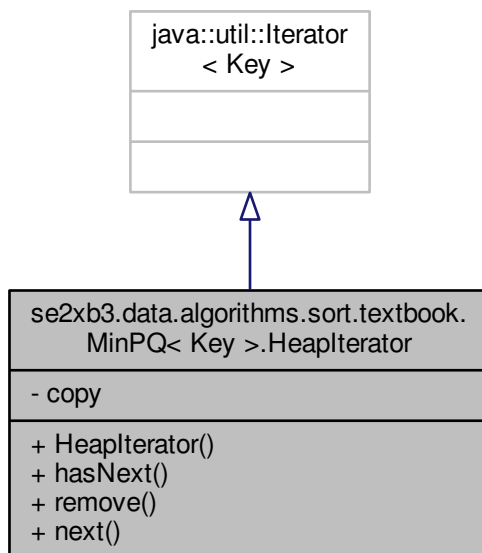 java::util::Iterator
< Key >
se2xb3.data.algorithms.sort.textbook.
MinPQ< Key >.HeapIterator
- copy
+ HeapIterator()
+ hasNext()
+ remove()
+ next()